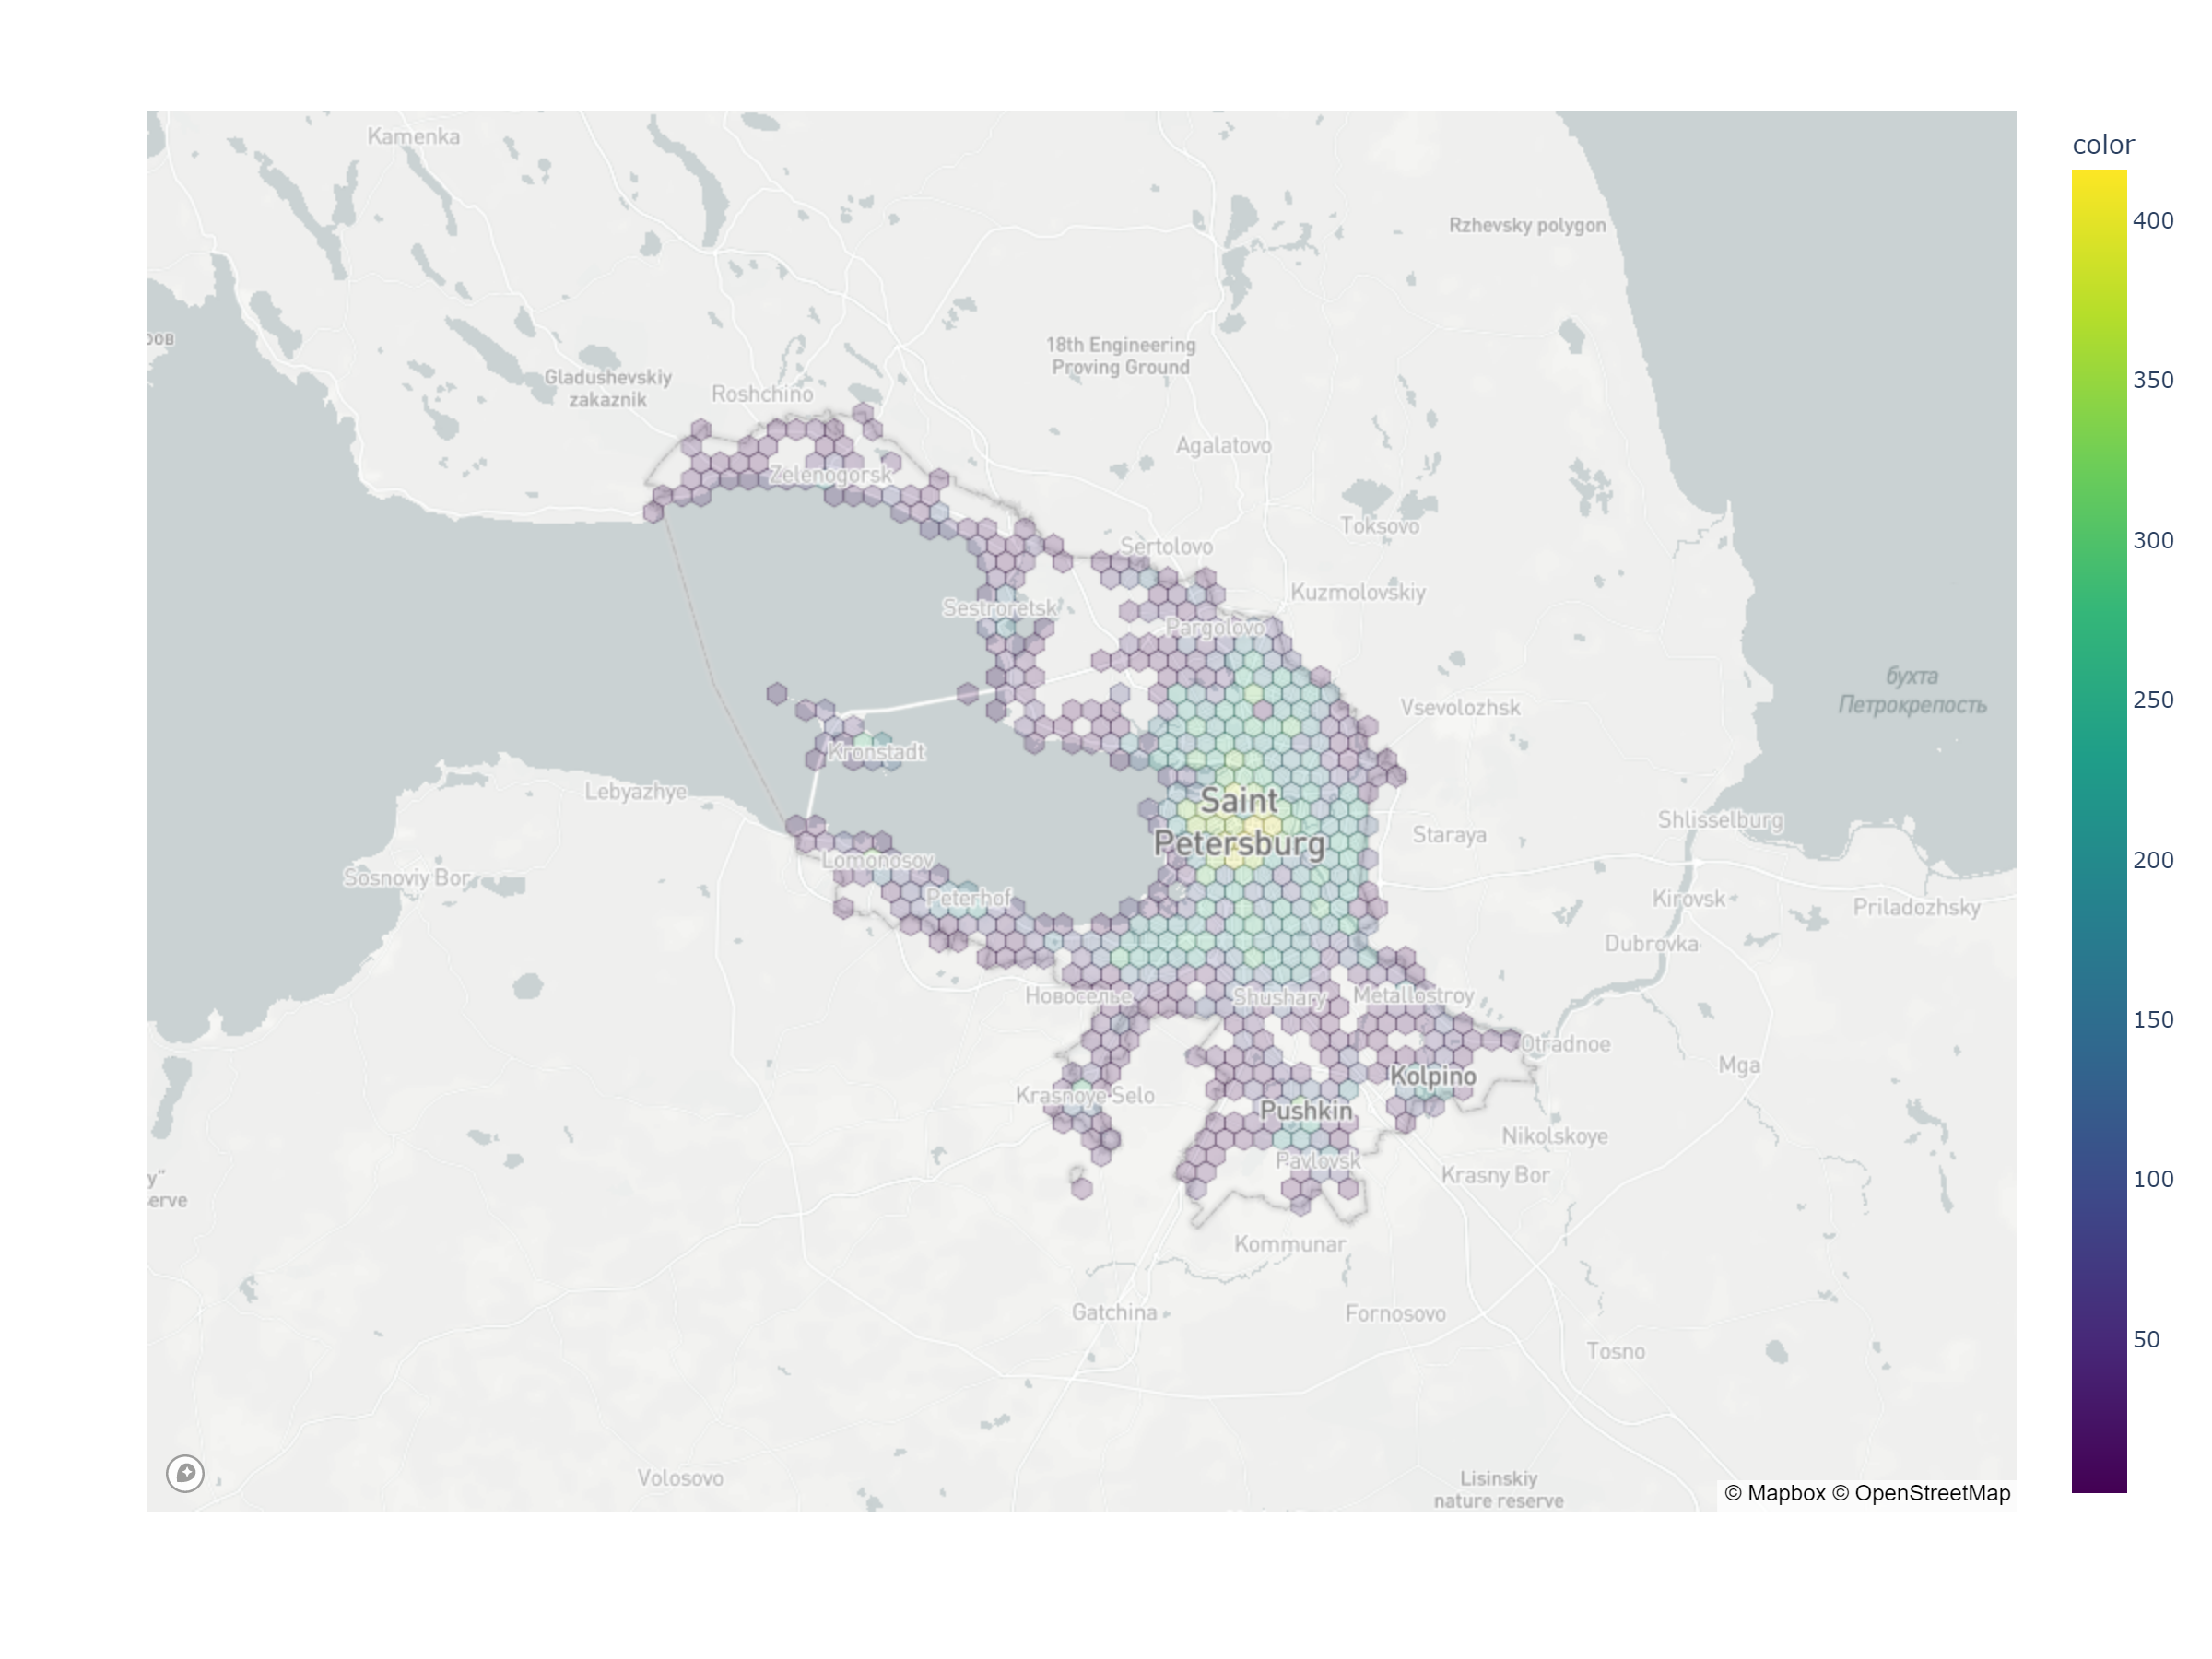 Kamenka
color
400
Rzhevsky polygon
ров
18th Engineering
Proving Ground
350
Gladushevskiy
zakaznik
Roshchino
Agalatovo
Zelenogorsk
Toksovo
300
Sertolovo
Kuzmolovskiy
Sestroretsk
Pargolovo
бухта
Петрокрепость
250
Vsevolozhsk
Kronstadt
Lebyazhye
Saint
Petersburg
Shlisselburg
Staraya
200
Lomonosov
Sosnoviy Bor
Peterhof
Kirovsk
Priladozhsky
Dubrovka
Новоселье
Shushary
Metallostroy
150
Otradnoe
Mga
Kolpino
Krasnoye Selo
Pushkin
Nikolskoye
Pavlovsk
Krasny Bor
100
y"
erve
Kommunar
Gatchina
Fornosovo
50
Tosno
Volosovo
Lisinskiy
nature reserve
© Mapbox © OpenStreetMap